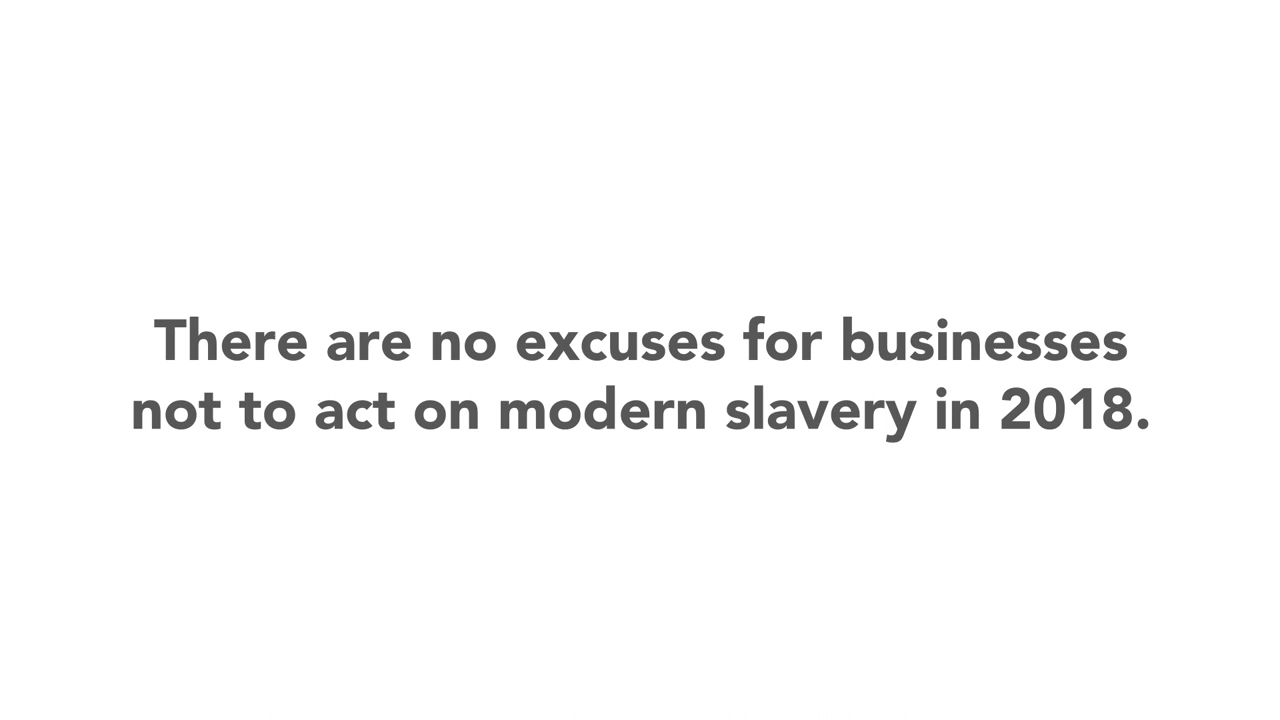 There are no excuses for businesses
not to act on modern slavery in 2018.